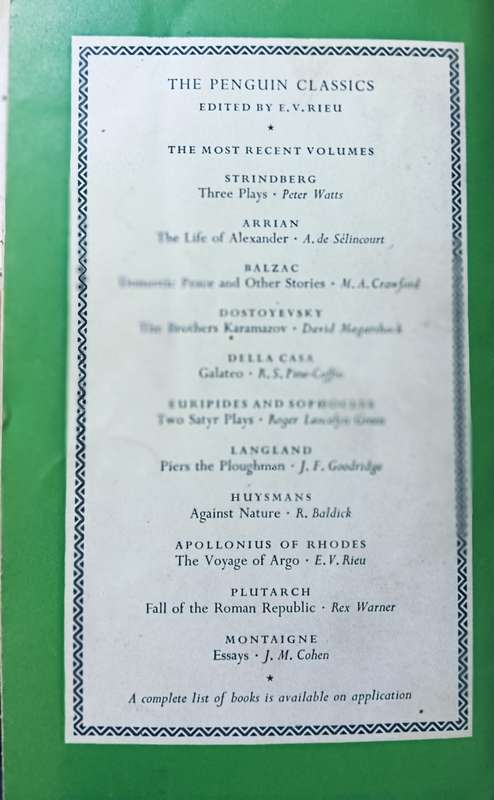 THE PENGUIN CLASSICS
EDITED BY E. V. RIEU
THE MOST RECENT VOLUMES
STRINDBERG
Three Plays · Peter Watts
ARRIAN
The Life of Alexander · A. de Sélincourt
BALZAC
and Other Stories · M. A. Crawford
DOSTOYEVSKY
The Brothers Karamazov · David
DELLA CASA
Galateo · R. S.
EURIPIDES AND
Two Satyr Plays · Roger
LANGLAND
Piers the Ploughman · J. F. Goodridge
HUYSMANS
Against Nature · R. Baldick
APOLLONIUS OF RHODES
The Voyage of Argo · E. V. Rieu
PLUTARCH
Fall of the Roman Republic · Rex Warner
MONTAIGNE
Essays · J. M. Cohen
A complete list of books is available on application